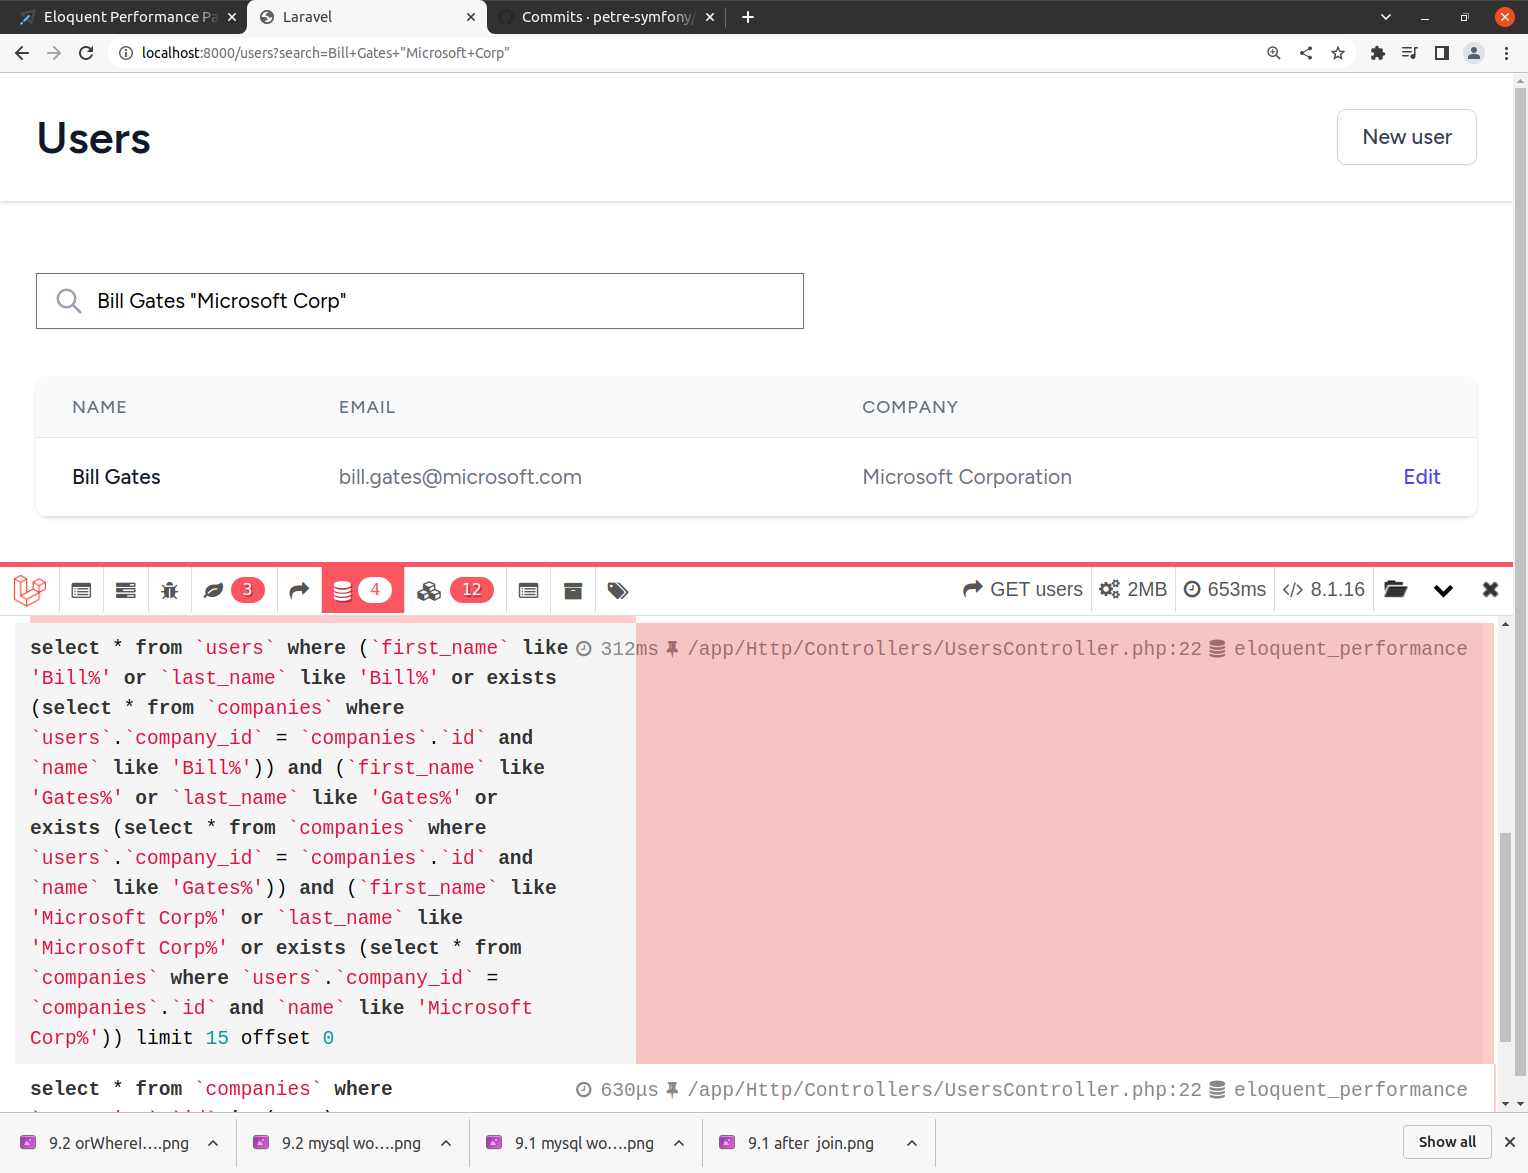 Eloquent Performance Pa
Laravel
Commits · petre-symfony/
localhost:8000/users?search=Bill+Gates+"Microsoft+Corp"
Users
New user
Bill Gates "Microsoft Corp"
NAME EMAIL COMPANY
Bill Gates bill.gates@microsoft.com Microsoft Corporation Edit
3 4 12 GET users 2MB 653ms </> 8.1.16
select * from `users` where (`first_name` like 312ms /app/Http/Controllers/UsersController.php:22 eloquent_performance
'Bill%' or `last_name` like 'Bill%' or exists
(select * from `companies` where
`users`.`company_id` = `companies`.`id` and
`name` like 'Bill%')) and (`first_name` like
'Gates%' or `last_name` like 'Gates%' or
exists (select * from `companies` where
`users`.`company_id` = `companies`.`id` and
`name` like 'Gates%')) and (`first_name` like
'Microsoft Corp%' or `last_name` like
'Microsoft Corp%' or exists (select * from
`companies` where `users`.`company_id` =
`companies`.`id` and `name` like 'Microsoft
Corp%')) limit 15 offset 0
select * from `companies` where 630µs /app/Http/Controllers/UsersController.php:22 eloquent_performance
9.2 orWhereI....png 9.2 mysql wo....png 9.1 mysql wo....png 9.1 after join.png Show all